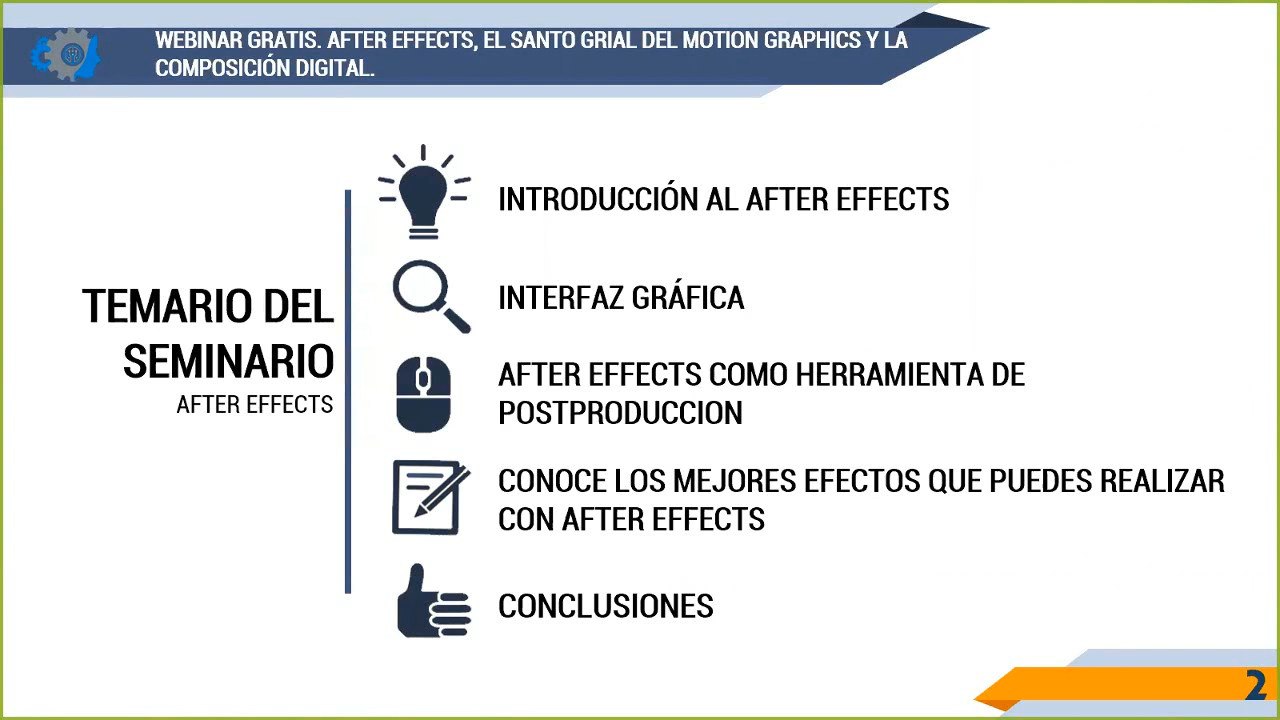 WEBINAR GRATIS. AFTER EFFECTS, EL SANTO GRIAL DEL MOTION GRAPHICS Y LA
COMPOSICIÓN DIGITAL.
TEMARIO DEL
SEMINARIO
AFTER EFFECTS
INTRODUCCIÓN AL AFTER EFFECTS
INTERFAZ GRÁFICA
AFTER EFFECTS COMO HERRAMIENTA DE
POSTPRODUCCION
CONOCE LOS MEJORES EFECTOS QUE PUEDES REALIZAR
CON AFTER EFFECTS
CONCLUSIONES
2